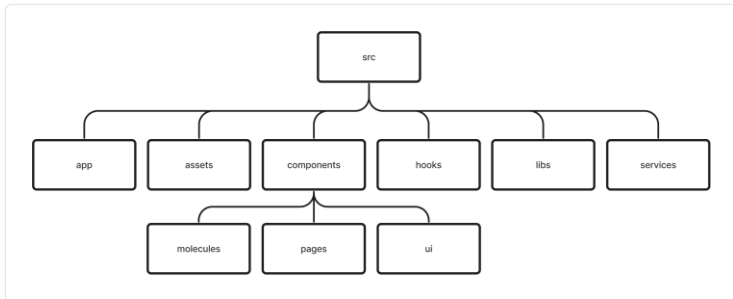 src
app
assets
components
hooks
libs
services
molecules
pages
ui